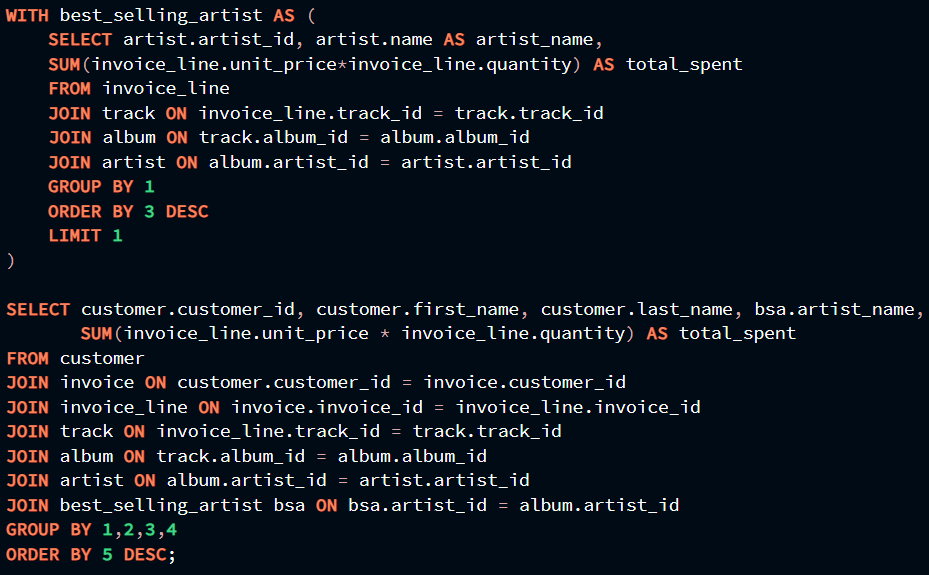 WITH best_selling_artist AS (
    SELECT artist.artist_id, artist.name AS artist_name,
    SUM(invoice_line.unit_price*invoice_line.quantity) AS total_spent
    FROM invoice_line
    JOIN track ON invoice_line.track_id = track.track_id
    JOIN album ON track.album_id = album.album_id
    JOIN artist ON album.artist_id = artist.artist_id
    GROUP BY 1
    ORDER BY 3 DESC
    LIMIT 1
)

SELECT customer.customer_id, customer.first_name, customer.last_name, bsa.artist_name,
       SUM(invoice_line.unit_price * invoice_line.quantity) AS total_spent
FROM customer
JOIN invoice ON customer.customer_id = invoice.customer_id
JOIN invoice_line ON invoice.invoice_id = invoice_line.invoice_id
JOIN track ON invoice_line.track_id = track.track_id
JOIN album ON track.album_id = album.album_id
JOIN artist ON album.artist_id = artist.artist_id
JOIN best_selling_artist bsa ON bsa.artist_id = album.artist_id
GROUP BY 1,2,3,4
ORDER BY 5 DESC;